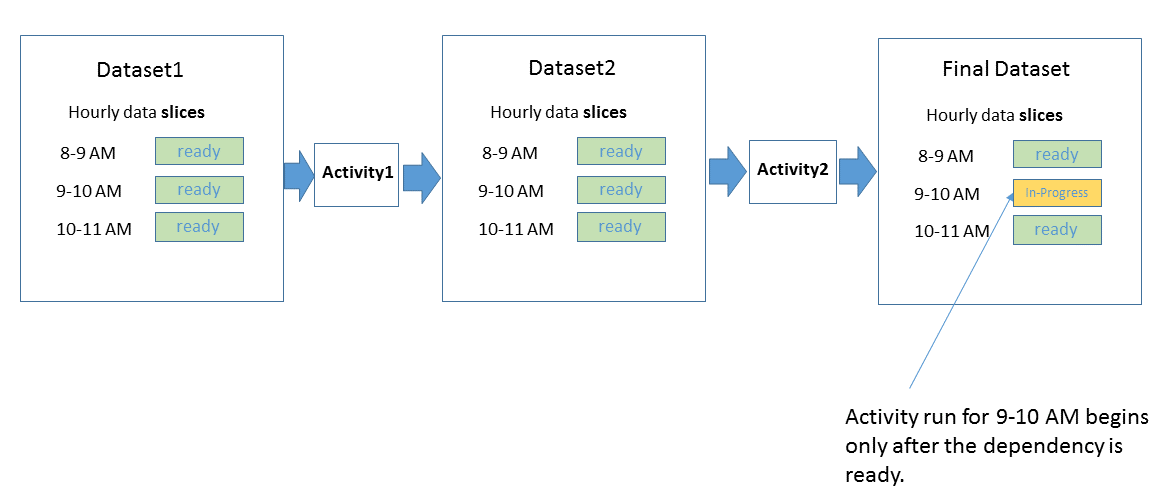 Dataset1
Hourly data slices
8-9 AM ready
9-10 AM ready
10-11 AM ready
Activity1
Dataset2
Hourly data slices
8-9 AM ready
9-10 AM ready
10-11 AM ready
Activity2
Final Dataset
Hourly data slices
8-9 AM ready
9-10 AM In-Progress
10-11 AM ready
Activity run for 9-10 AM begins
only after the dependency is
ready.